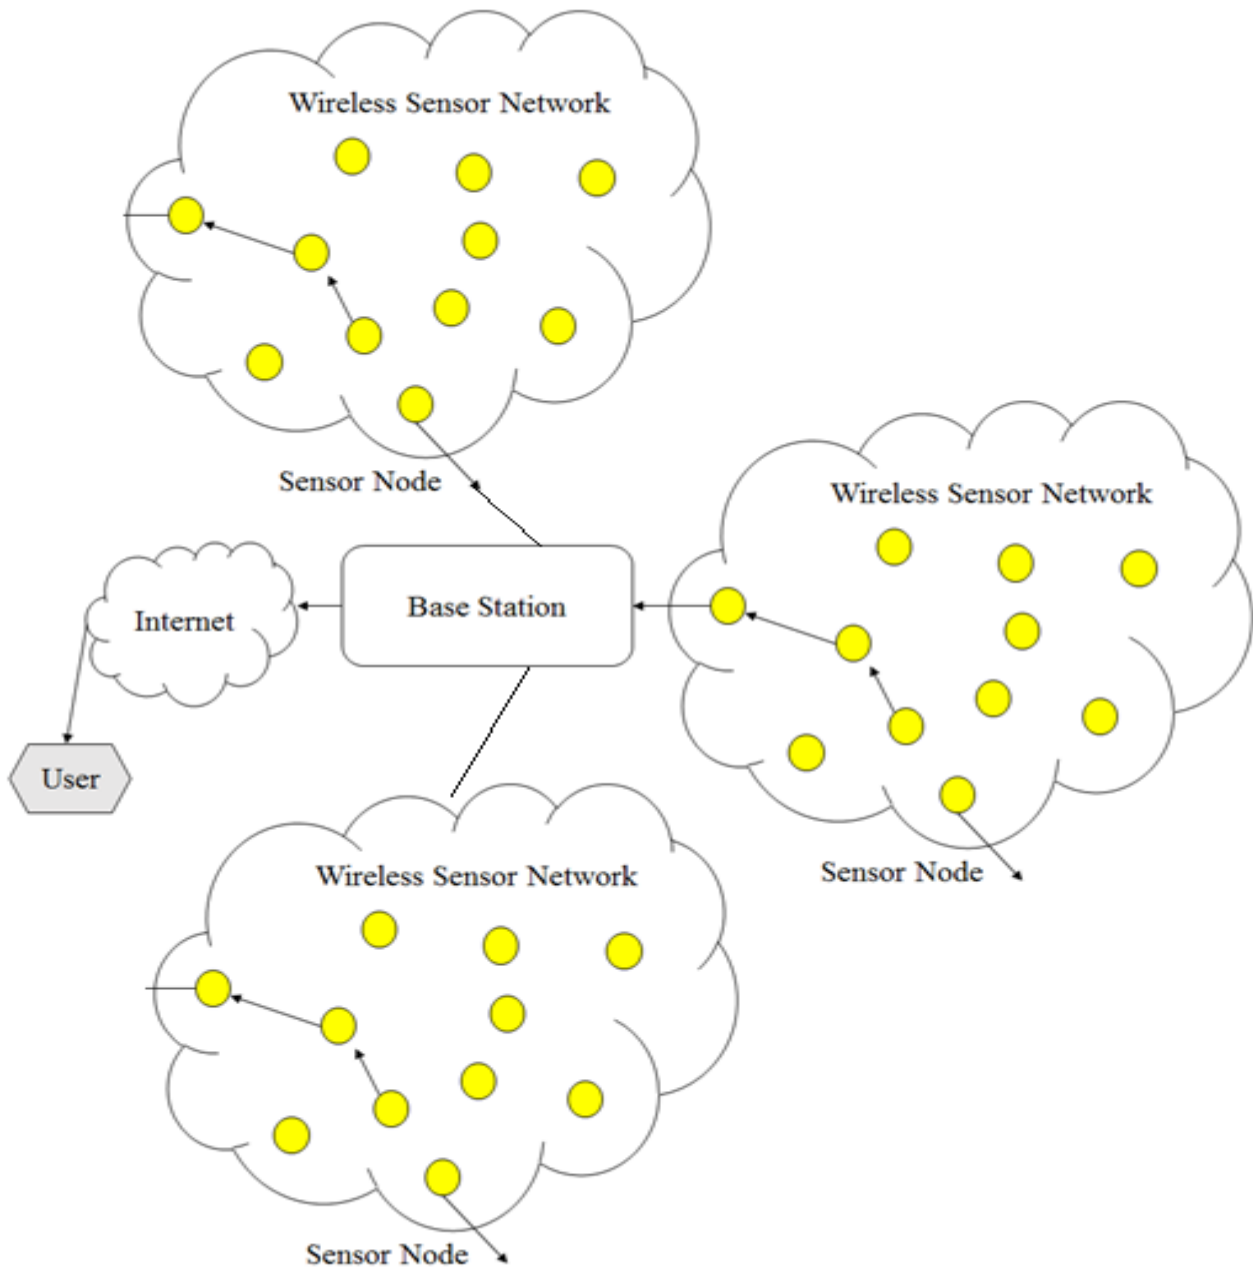 Wireless Sensor Network
Sensor Node
Wireless Sensor Network
Internet
Base Station
User
Sensor Node
Wireless Sensor Network
Sensor Node